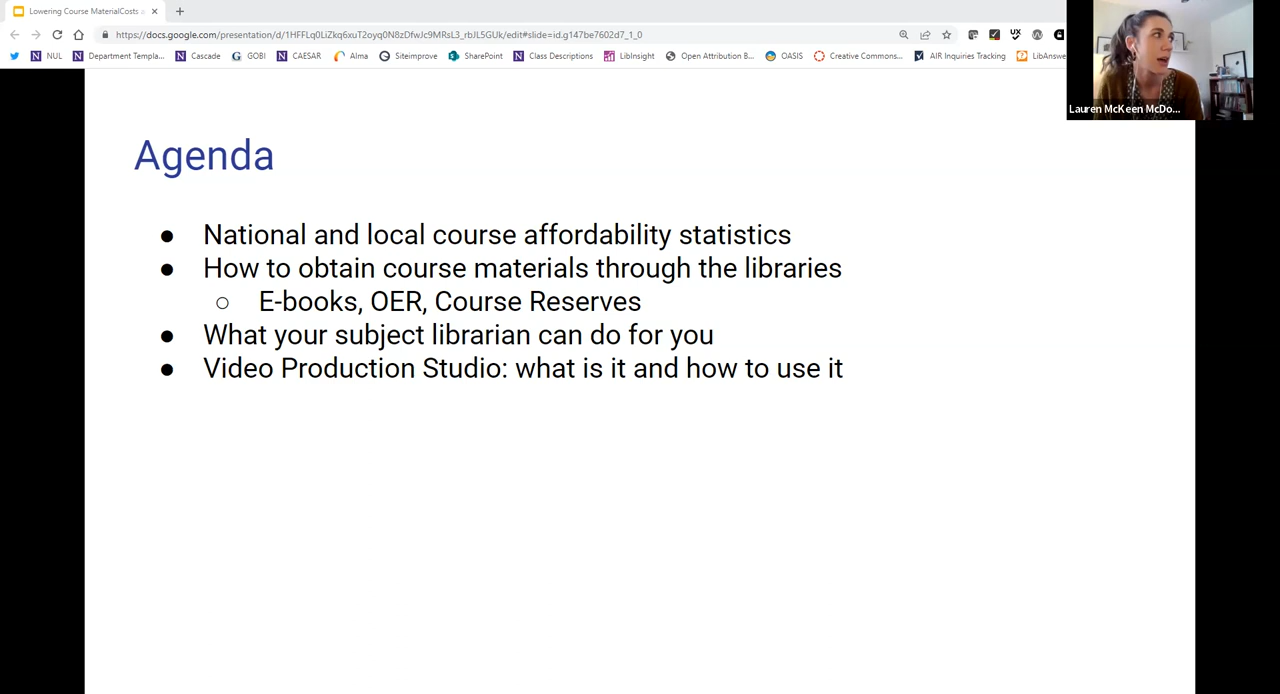 Lowering Course MaterialCosts a
https://docs.google.com/presentation/d/1HFFLq0LiZkq6xuT2oyq0N8zDfwJc9MRsL3_rbJL5GUk/edit#slide=id.g147be7602d7_1_0
NUL Department Templa... Cascade GOBI CAESAR Alma Siteimprove SharePoint Class Descriptions LibInsight Open Attribution B... OASIS Creative Commons... AIR Inquiries Tracking LibAnswe
Lauren McKeen McDo...
Agenda
● National and local course affordability statistics
● How to obtain course materials through the libraries
○ E-books, OER, Course Reserves
● What your subject librarian can do for you
● Video Production Studio: what is it and how to use it